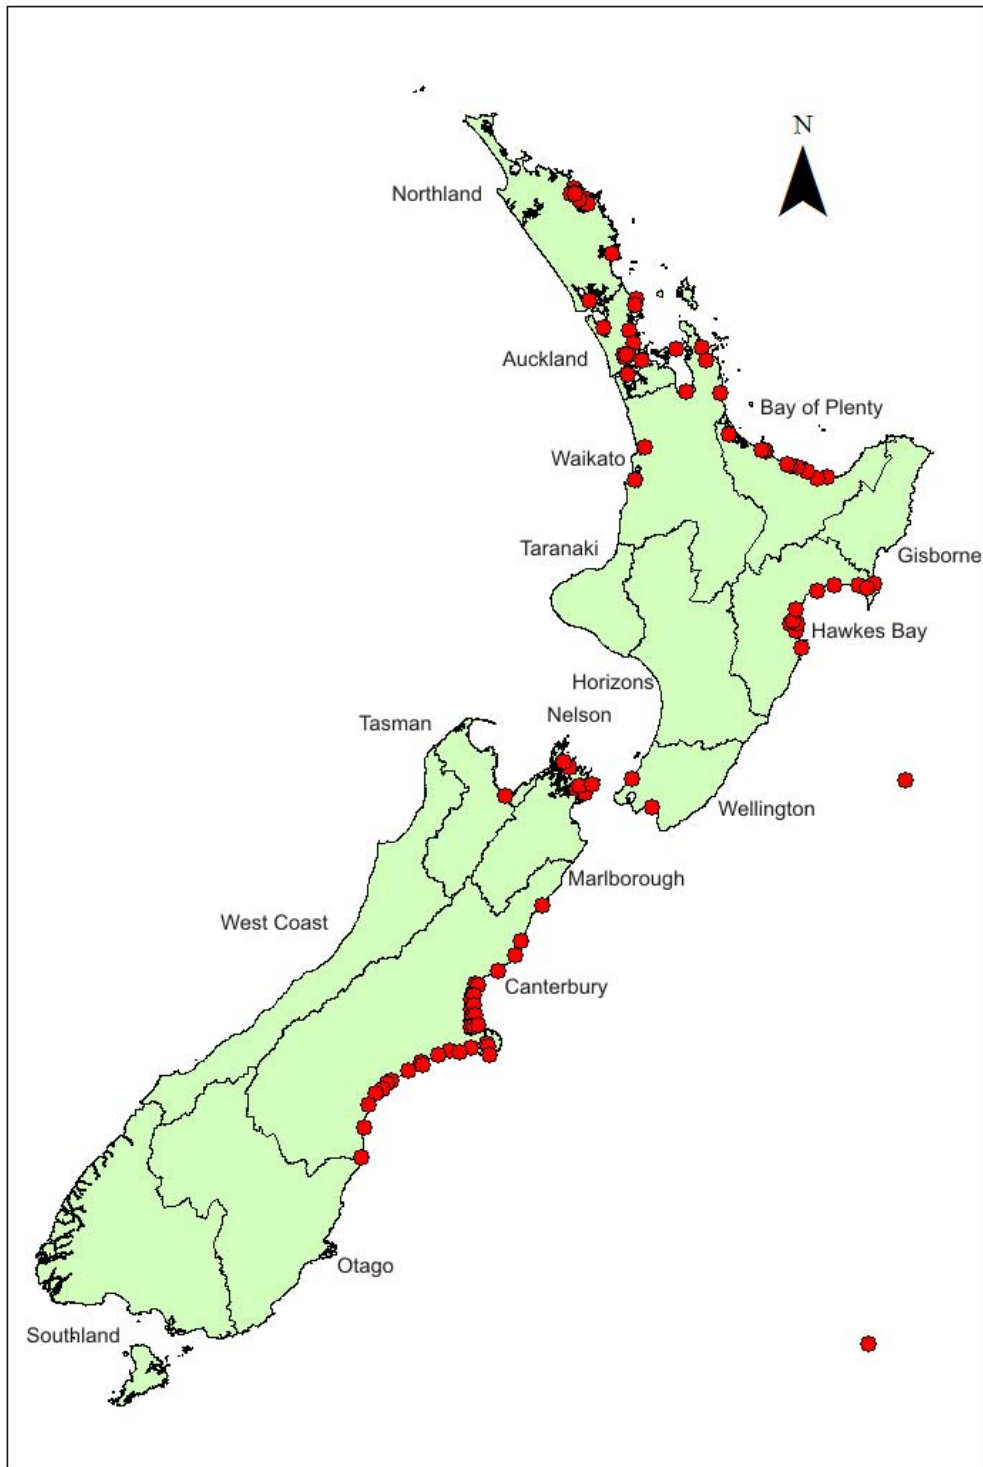 N
Northland
Auckland
Bay of Plenty
Waikato
Taranaki
Gisborne
Hawkes Bay
Horizons
Nelson
Tasman
Wellington
Marlborough
West Coast
Canterbury
Otago
Southland